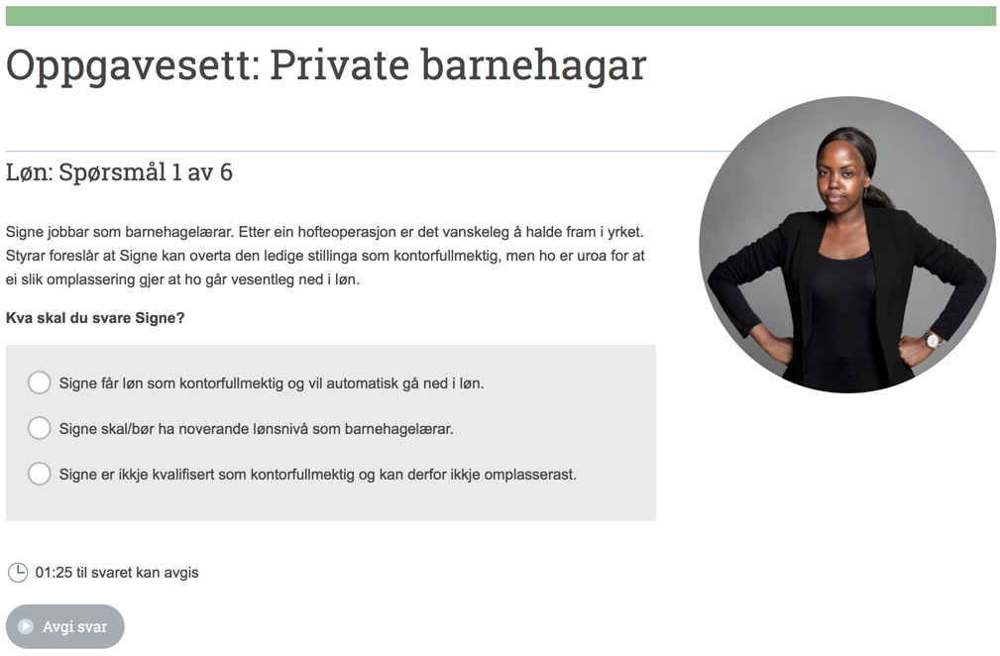 Oppgavesett: Private barnehagar
Løn: Spørsmål 1 av 6
Signe jobbar som barnehagelærar. Etter ein hofteoperasjon er det vanskeleg å halde fram i yrket.
Styrar foreslår at Signe kan overta den ledige stillinga som kontorfullmektig, men ho er uroa for at
ei slik omplassering gjer at ho går vesentleg ned i løn.
Kva skal du svare Signe?
Signe får løn som kontorfullmektig og vil automatisk gå ned i løn.
Signe skal/bør ha noverande lønsnivå som barnehagelærar.
Signe er ikkje kvalifisert som kontorfullmektig og kan derfor ikkje omplasserast.
01:25 til svaret kan avgis
Avgi svar